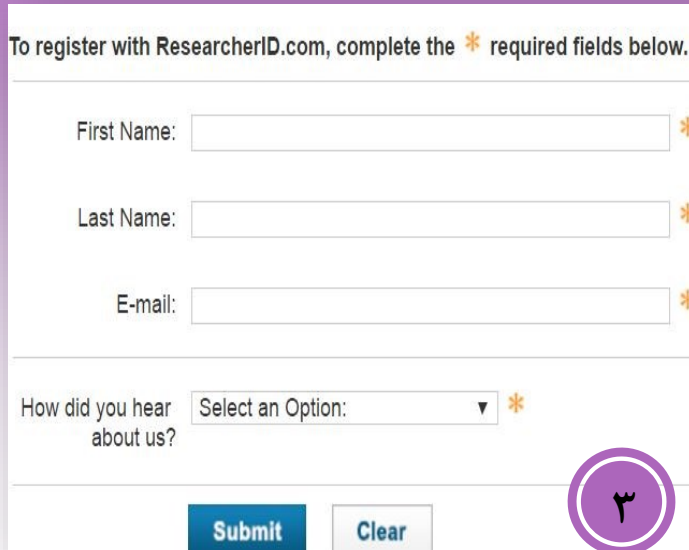 To register with ResearcherID.com, complete the * required fields below.
First Name: *
Last Name: *
E-mail: *
How did you hear Select an Option: ▼ *
about us?
Submit Clear
٣